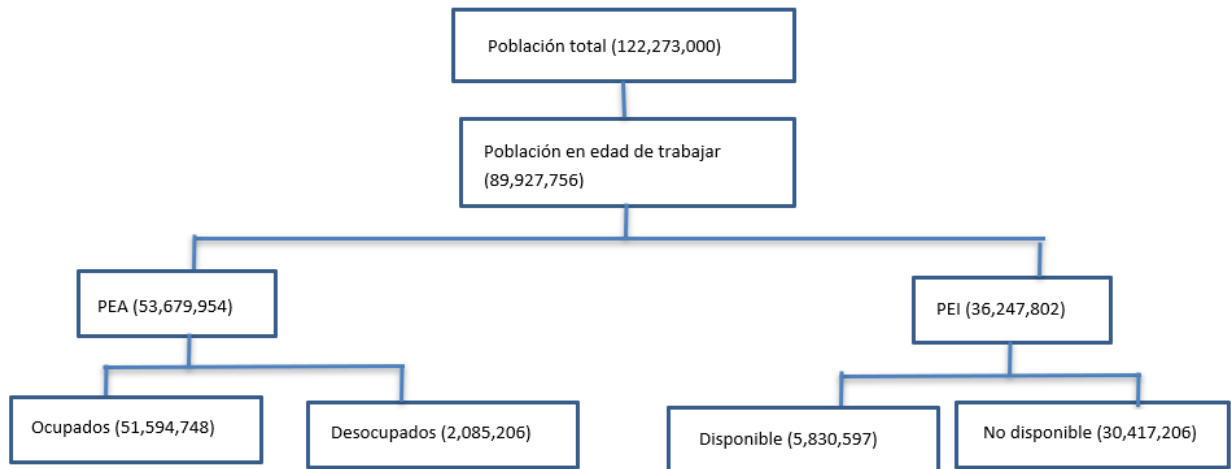 Población total (122,273,000)
Población en edad de trabajar
(89,927,756)
PEA (53,679,954)
PEI (36,247,802)
Ocupados (51,594,748)
Desocupados (2,085,206)
Disponible (5,830,597)
No disponible (30,417,206)